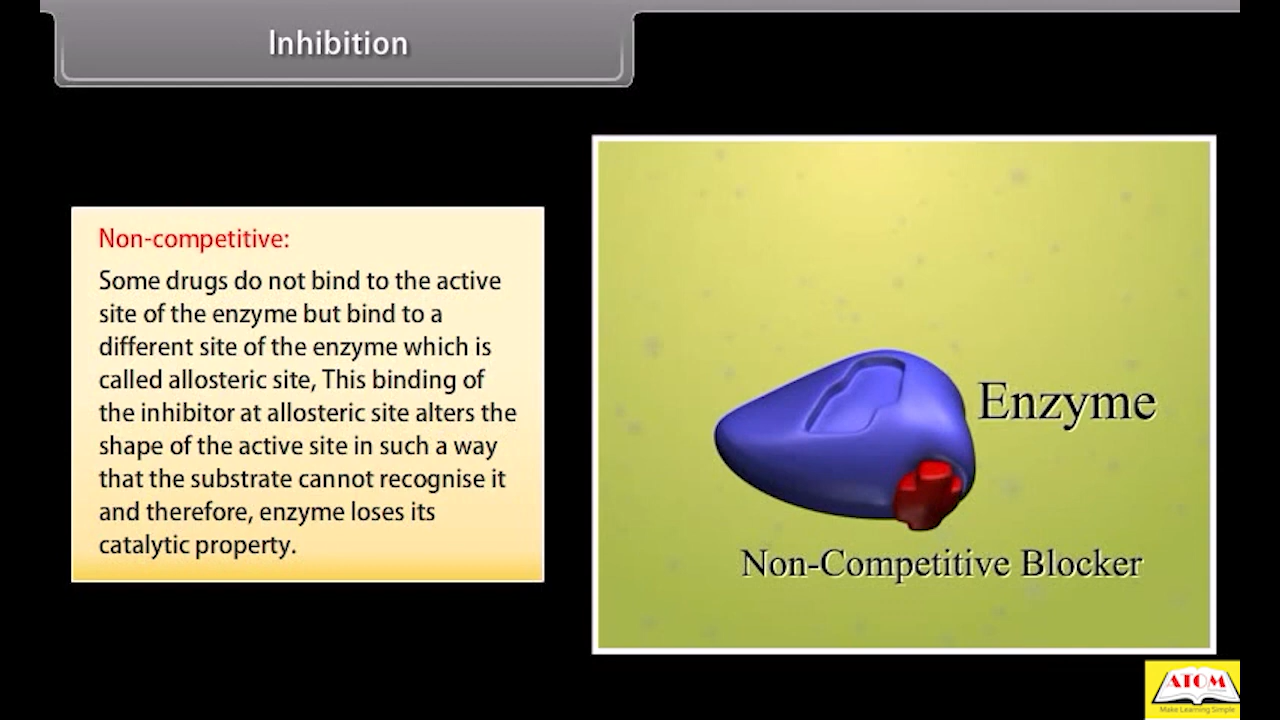 Inhibition
Non-competitive:
Some drugs do not bind to the active
site of the enzyme but bind to a
different site of the enzyme which is
called allosteric site, This binding of
the inhibitor at allosteric site alters the
shape of the active site in such a way
that the substrate cannot recognise it
and therefore, enzyme loses its
catalytic property.
Enzyme
Non-Competitive Blocker
ATOM
Make Learning Simple